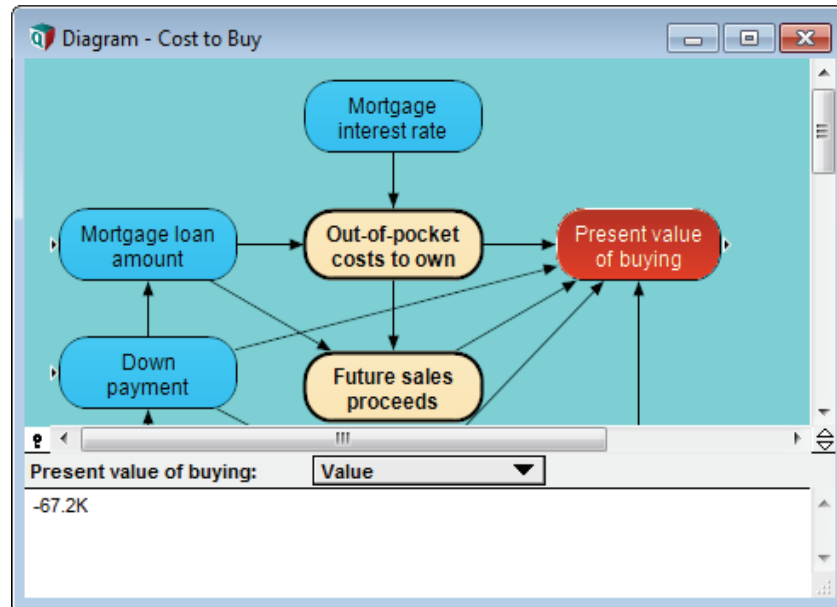 Diagram - Cost to Buy
Mortgage
interest rate
Mortgage loan
amount
Out-of-pocket
costs to own
Present value
of buying
Down
payment
Future sales
proceeds
Present value of buying:
Value
-67.2K